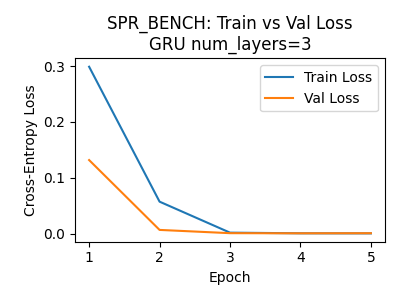 SPR_BENCH: Train vs Val Loss
GRU num_layers=3
Train Loss
Val Loss
Cross-Entropy Loss
0.3
0.2
0.1
0.0
1
2
3
4
5
Epoch